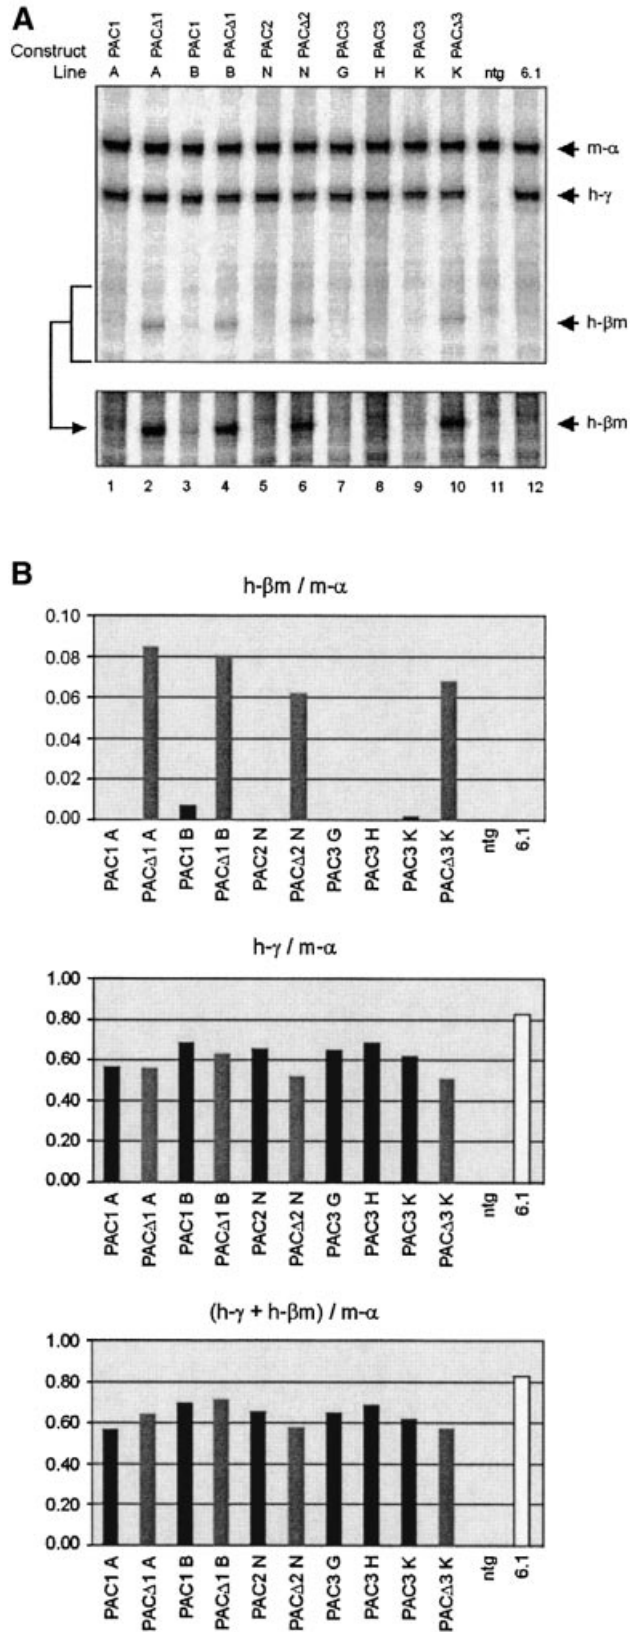 A
Construct PAC1 PACΔ1 PAC1 PACΔ1 PAC2 PACΔ2 PAC3 PAC3 PAC3 PACΔ3
Line A A B B N N G H K K ntg 6.1
m-α
h-γ
h-βm
h-βm
1 2 3 4 5 6 7 8 9 10 11 12
B
h-βm / m-α
0.10
0.08
0.06
0.04
0.02
0.00
PAC1 A PACΔ1 A PAC1 B PACΔ1 B PAC2 N PACΔ2 N PAC3 G PAC3 H PAC3 K PACΔ3 K ntg 6.1
h-γ / m-α
1.00
0.80
0.60
0.40
0.20
0.00
PAC1 A PACΔ1 A PAC1 B PACΔ1 B PAC2 N PACΔ2 N PAC3 G PAC3 H PAC3 K PACΔ3 K ntg 6.1
(h-γ + h-βm) / m-α
1.00
0.80
0.60
0.40
0.20
0.00
PAC1 A PACΔ1 A PAC1 B PACΔ1 B PAC2 N PACΔ2 N PAC3 G PAC3 H PAC3 K PACΔ3 K ntg 6.1